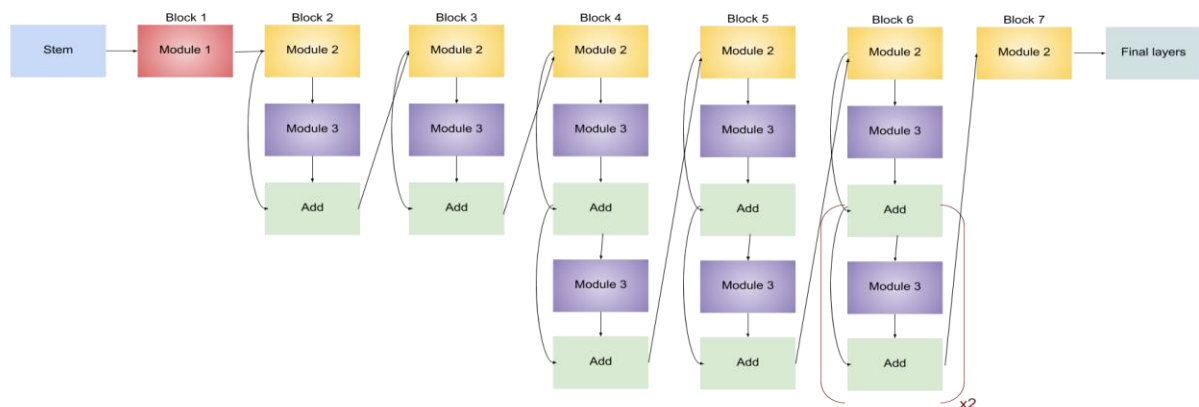 Block 1
Block 2
Block 3
Block 4
Block 5
Block 6
Block 7
Stem
Module 1
Module 2
Module 2
Module 2
Module 2
Module 2
Module 2
Final layers
Module 3
Module 3
Module 3
Module 3
Module 3
Add
Add
Add
Add
Add
Module 3
Module 3
Module 3
Add
Add
Add
x2